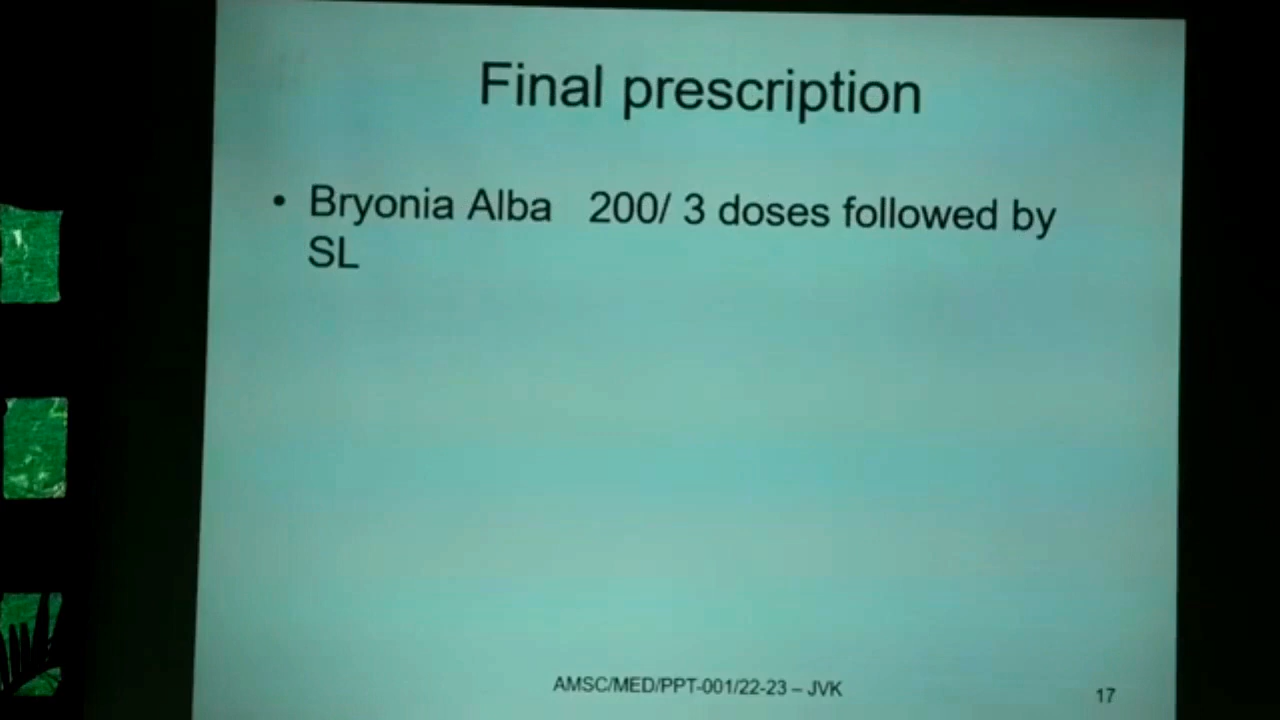 Final prescription
• Bryonia Alba 200/ 3 doses followed by
SL
AMSC/MED/PPT-001/22-23 – JVK
17